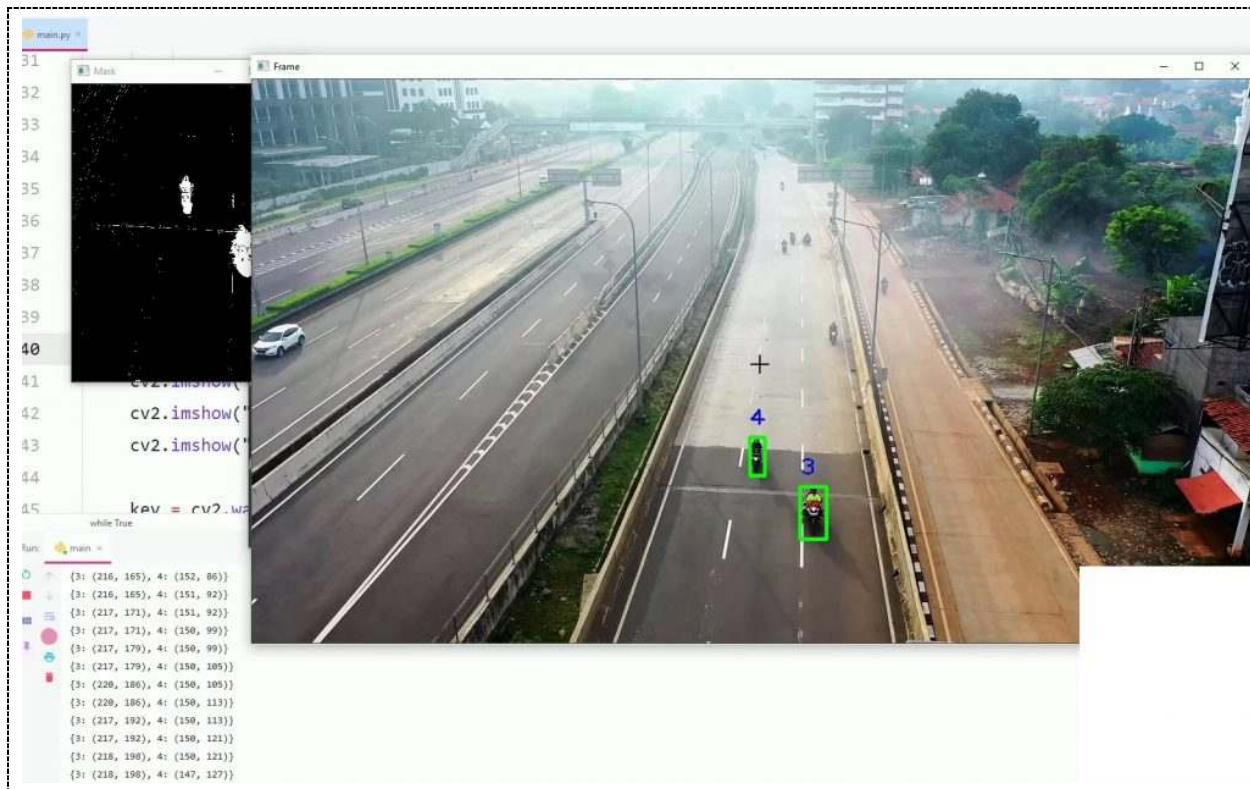 main.py
31
Mask
Frame
32
33
34
35
36
37
38
39
40
41
cv2.imshow(
42 cv2.imshow("
43 cv2.imshow("
44
45 key = cv2.wa
while True
4
3
Run: main
{3: (216, 165), 4: (152, 86)}
{3: (216, 165), 4: (151, 92)}
{3: (217, 171), 4: (151, 92)}
{3: (217, 171), 4: (150, 99)}
{3: (217, 179), 4: (150, 99)}
{3: (217, 179), 4: (150, 105)}
{3: (220, 186), 4: (150, 105)}
{3: (220, 186), 4: (150, 113)}
{3: (217, 192), 4: (150, 113)}
{3: (217, 192), 4: (150, 121)}
{3: (218, 198), 4: (150, 121)}
{3: (218, 198), 4: (147, 127)}